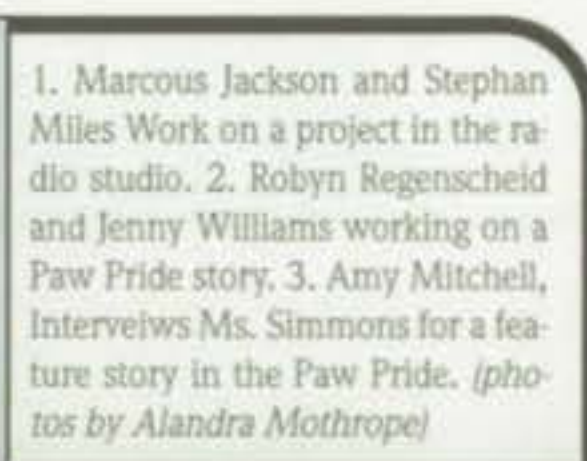 1. Marcous Jackson and Stephan
Miles Work on a project in the ra-
dio studio. 2. Robyn Regenscheid
and Jenny Williams working on a
Paw Pride story. 3. Amy Mitchell,
Interveiws Ms. Simmons for a fea-
ture story in the Paw Pride. (pho-
tos by Alandra Mothrope)